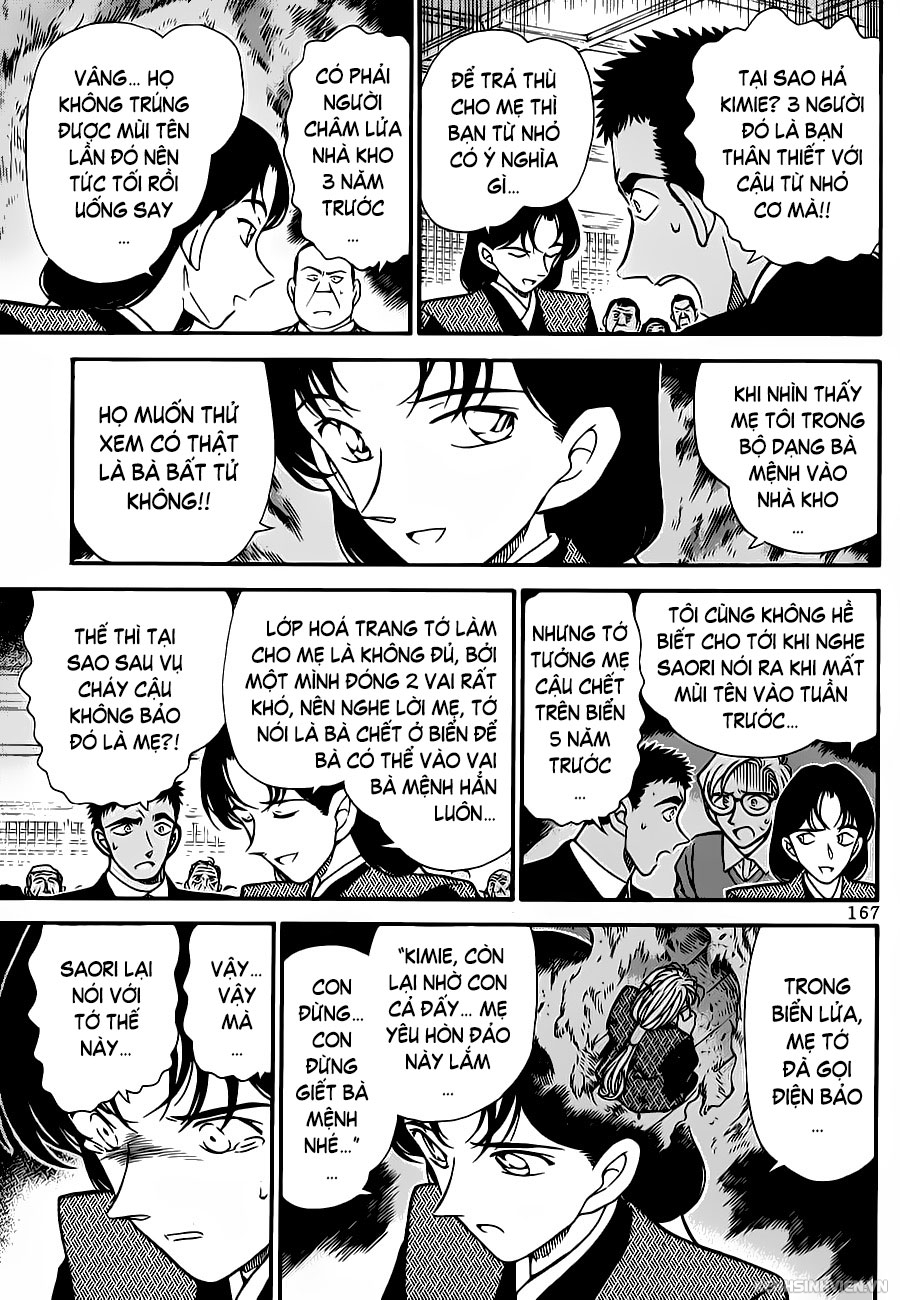 TẠI SAO HẢ
KIMIE? 3 NGƯỜI
ĐÓ LÀ BẠN
THÂN THIẾT VỚI
CẬU TỪ NHỎ
CƠ MÀ!!
ĐỂ TRẢ THÙ
CHO MẸ THÌ
BẠN TỪ NHỎ
CÓ Ý NGHĨA
GÌ...
CÓ PHẢI
NGƯỜI
CHÂM LỬA
NHÀ KHO
3 NĂM
TRƯỚC
...
VÂNG... HỌ
KHÔNG TRÚNG
ĐƯỢC MŨI TÊN
LẦN ĐÓ NÊN
TỨC TỐI RỒI
UỐNG SAY
...
KHI NHÌN THẤY
MẸ TÔI TRONG
BỘ DẠNG BÀ
MỆNH VÀO
NHÀ KHO
...
HỌ MUỐN THỬ
XEM CÓ THẬT
LÀ BÀ BẤT TỬ
KHÔNG!!
TÔI CŨNG KHÔNG HỀ
BIẾT CHO TỚI KHI NGHE
SAORI NÓI RA KHI MẤT
MŨI TÊN VÀO TUẦN
TRƯỚC...
NHƯNG TỚ
TƯỚNG MẸ
CẬU CHẾT
TRÊN BIỂN
5 NĂM
TRƯỚC
...
LỚP HOÁ TRANG TỚ LÀM
CHO MẸ LÀ KHÔNG ĐỦ, BỞI
MỘT MÌNH ĐÓNG 2 VAI RẤT
KHÓ, NÊN NGHE LỜI MẸ, TỚ
NÓI LÀ BÀ CHẾT Ở BIỂN ĐỂ
BÀ CÓ THỂ VÀO VAI
BÀ MỆNH HẲN
LUÔN...
THẾ THÌ TẠI
SAO SAU VỤ
CHÁY CẬU
KHÔNG BẢO
ĐÓ LÀ MẸ?!
167
TRONG
BIỂN LỬA,
MẸ TỚ
ĐÃ GỌI
ĐIỆN BẢO
...
"KIMIE, CÒN
LẠI NHỜ CON
CẢ ĐẤY... MẸ
YÊU HÒN ĐẢO
NÀY LẮM
...
CON
ĐỪNG...
CON
ĐỪNG
GIẾT BÀ
MỆNH
NHÉ..."
VẬY...
VẬY
MÀ
...
SAORI LẠI
NÓI VỚI
TỚ THẾ
NÀY...